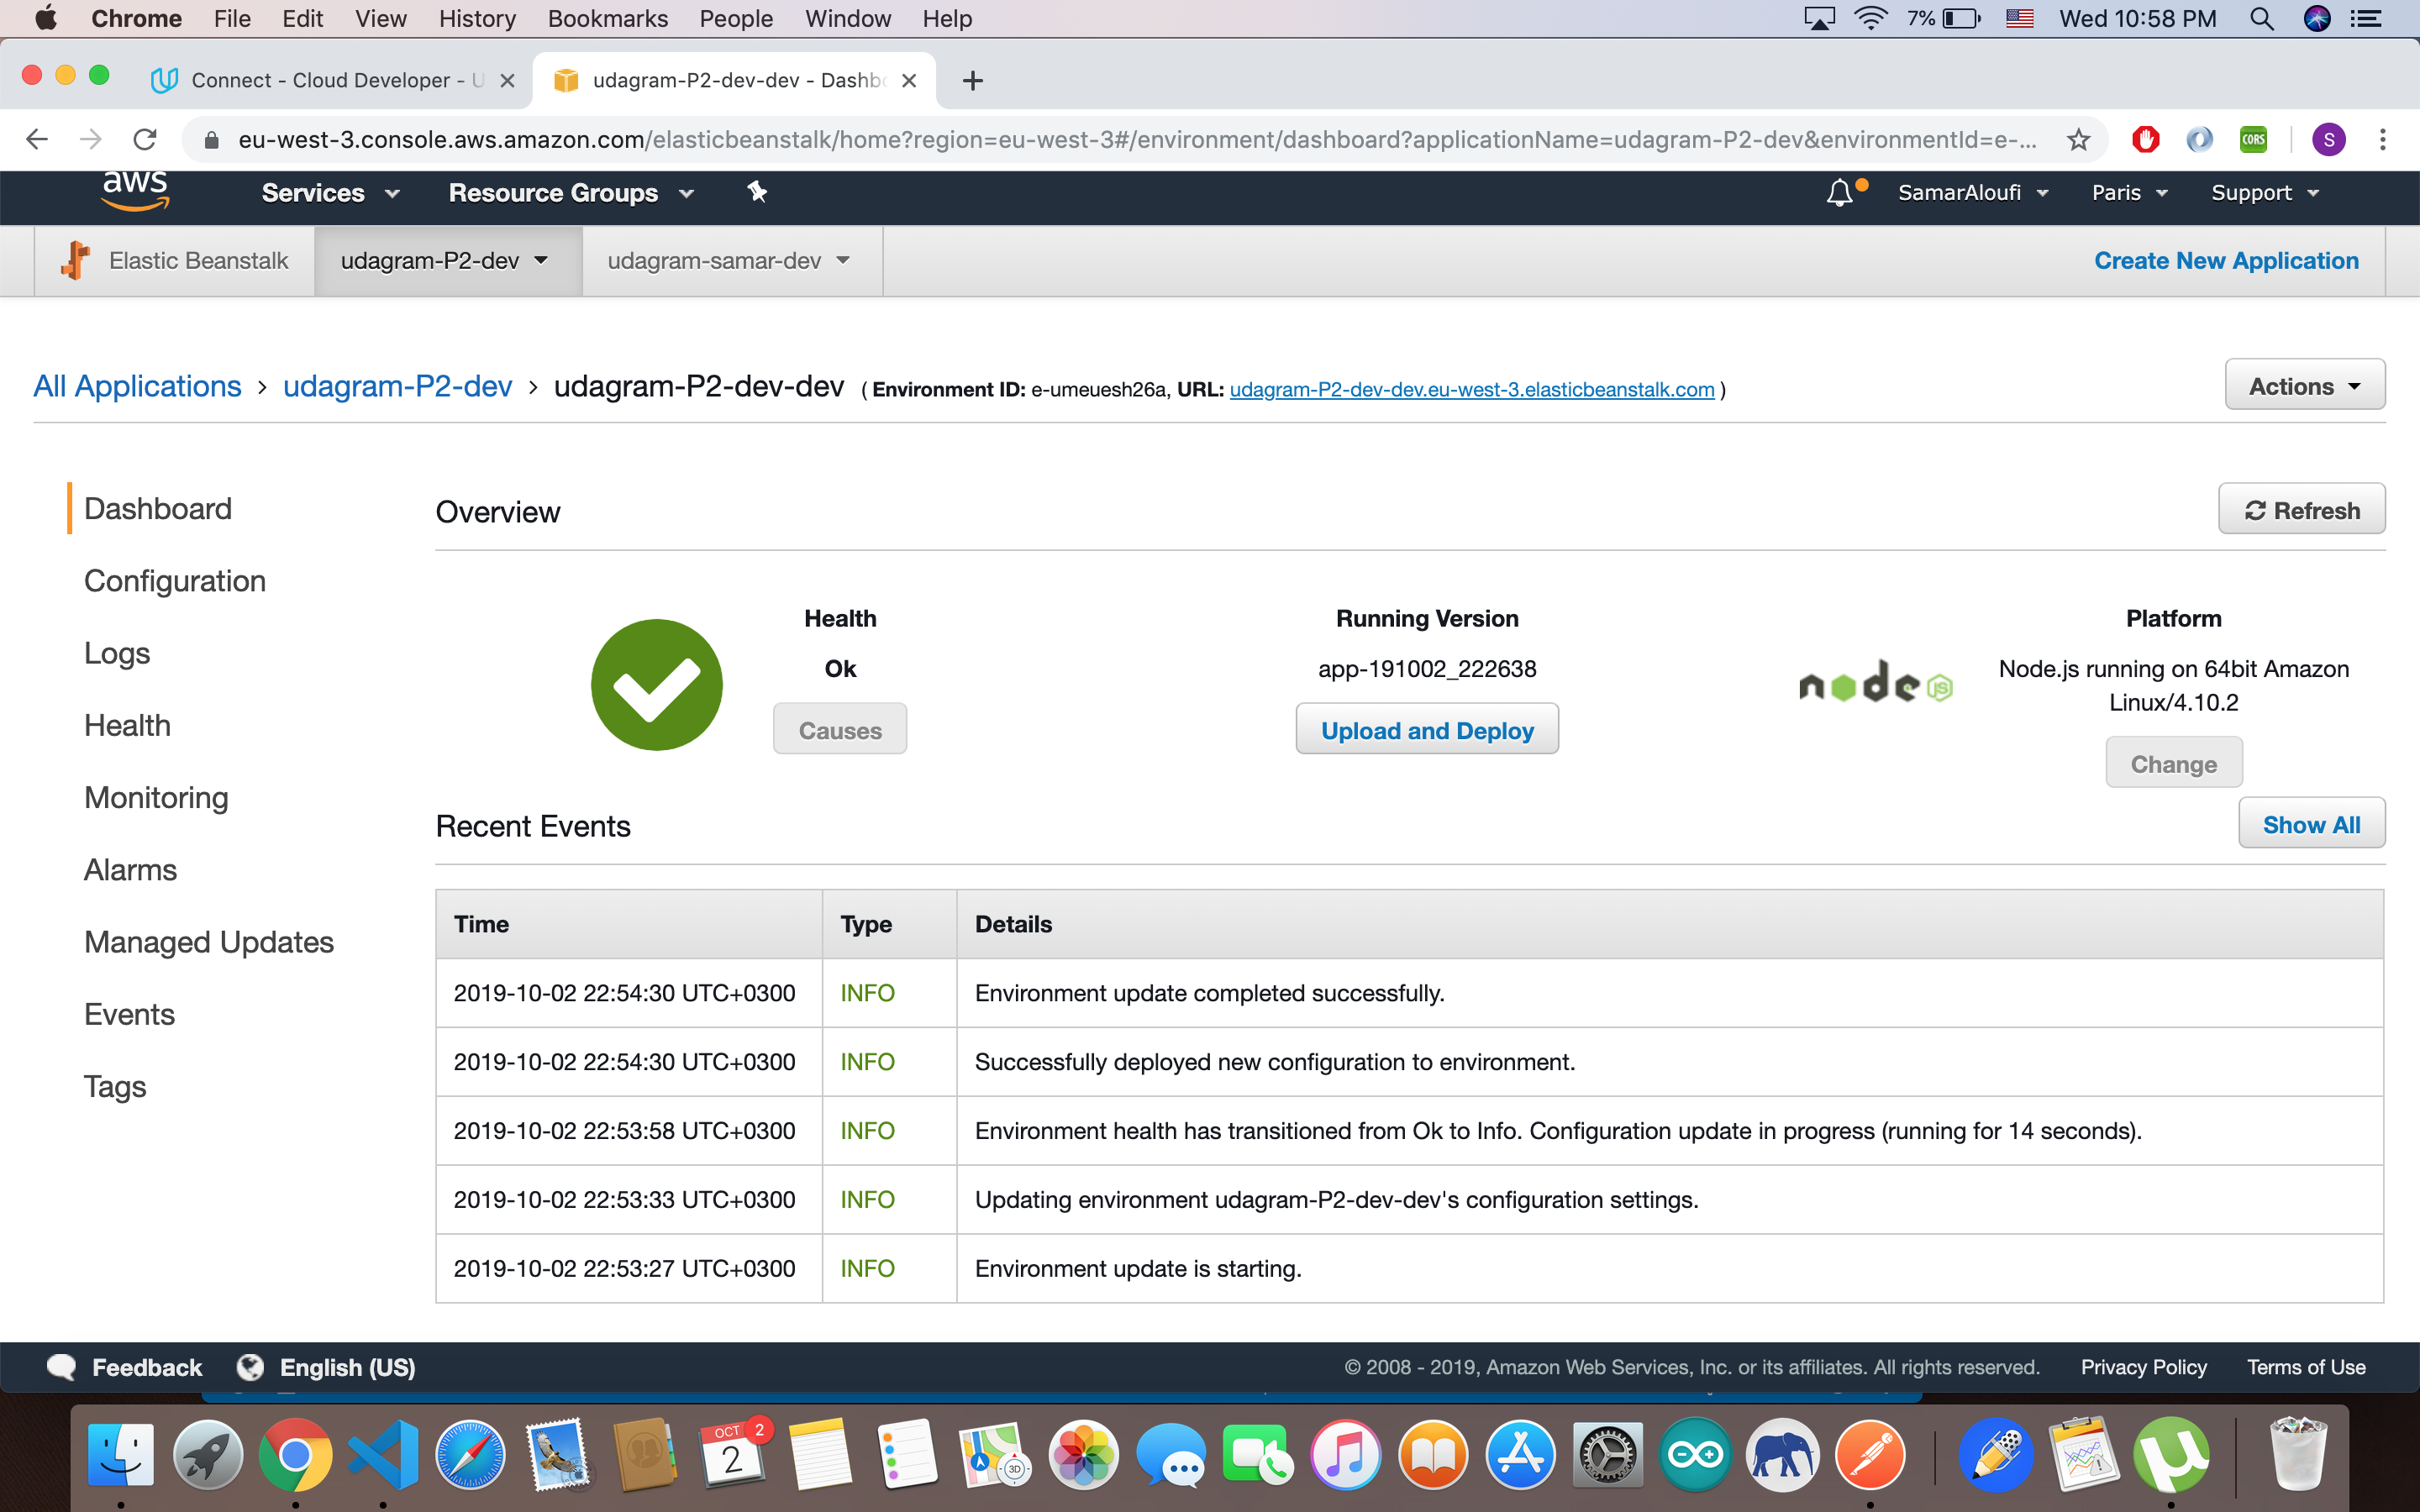 Chrome File Edit View History Bookmarks People Window Help 7% Wed 10:58 PM
Connect - Cloud Developer - U udagram-P2-dev-dev - Dashbo
eu-west-3.console.aws.amazon.com/elasticbeanstalk/home?region=eu-west-3#/environment/dashboard?applicationName=udagram-P2-dev&environmentId=e-... CORS S
aws Services Resource Groups SamarAloufi Paris Support
Elastic Beanstalk udagram-P2-dev udagram-samar-dev Create New Application
All Applications › udagram-P2-dev › udagram-P2-dev-dev ( Environment ID: e-umeuesh26a, URL: udagram-P2-dev-dev.eu-west-3.elasticbeanstalk.com ) Actions
Dashboard
Configuration
Logs
Health
Monitoring
Alarms
Managed Updates
Events
Tags
Overview Refresh
Health Running Version Platform
Ok app-191002_222638 node JS Node.js running on 64bit Amazon
Linux/4.10.2
Causes Upload and Deploy Change
Recent Events Show All
Time Type Details
2019-10-02 22:54:30 UTC+0300 INFO Environment update completed successfully.
2019-10-02 22:54:30 UTC+0300 INFO Successfully deployed new configuration to environment.
2019-10-02 22:53:58 UTC+0300 INFO Environment health has transitioned from Ok to Info. Configuration update in progress (running for 14 seconds).
2019-10-02 22:53:33 UTC+0300 INFO Updating environment udagram-P2-dev-dev's configuration settings.
2019-10-02 22:53:27 UTC+0300 INFO Environment update is starting.
Feedback English (US) © 2008 - 2019, Amazon Web Services, Inc. or its affiliates. All rights reserved. Privacy Policy Terms of Use
OCT 2 2 3D